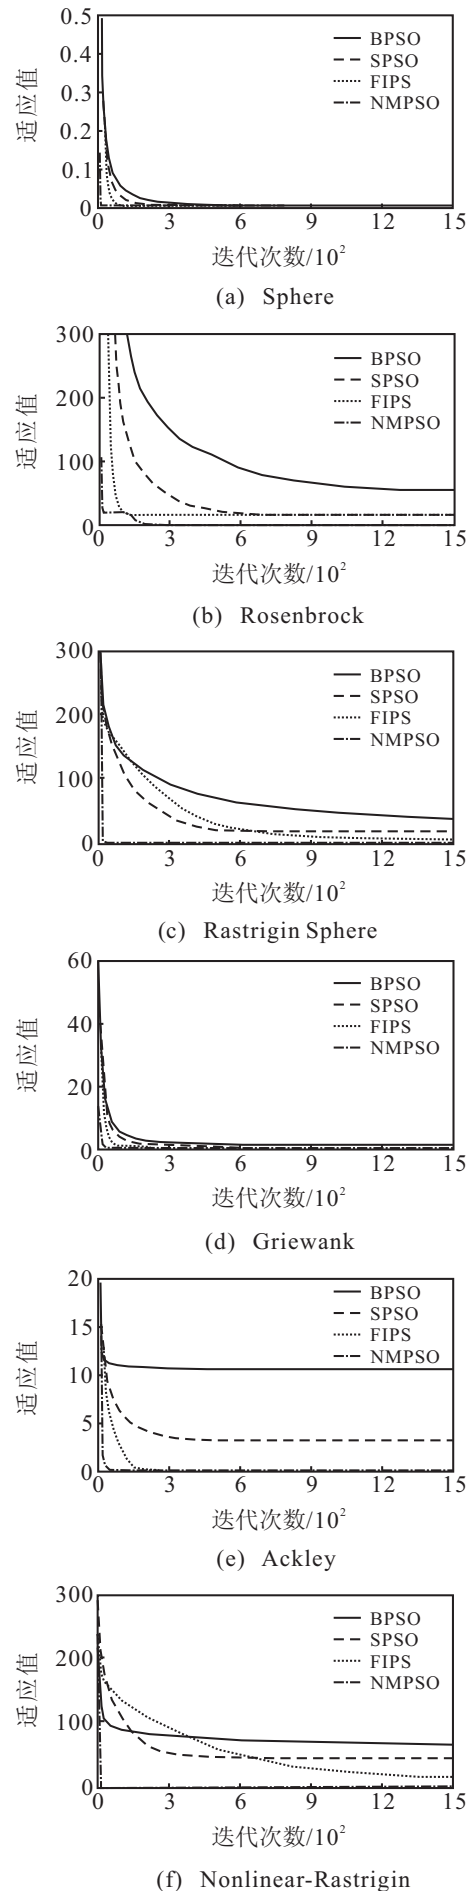 0.5
0.4
0.3
0.2
0.1
0
适应值
BPSO
SPSO
FIPS
NMPSO
0 3 6 9 12 15
迭代次数/10²
(a) Sphere
300
200
100
0
适应值
BPSO
SPSO
FIPS
NMPSO
0 3 6 9 12 15
迭代次数/10²
(b) Rosenbrock
300
200
100
0
适应值
BPSO
SPSO
FIPS
NMPSO
0 3 6 9 12 15
迭代次数/10²
(c) Rastrigin Sphere
60
40
20
0
适应值
BPSO
SPSO
FIPS
NMPSO
0 3 6 9 12 15
迭代次数/10²
(d) Griewank
20
15
10
5
0
适应值
BPSO
SPSO
FIPS
NMPSO
0 3 6 9 12 15
迭代次数/10²
(e) Ackley
300
200
100
0
适应值
BPSO
SPSO
FIPS
NMPSO
0 3 6 9 12 15
迭代次数/10²
(f) Nonlinear-Rastrigin